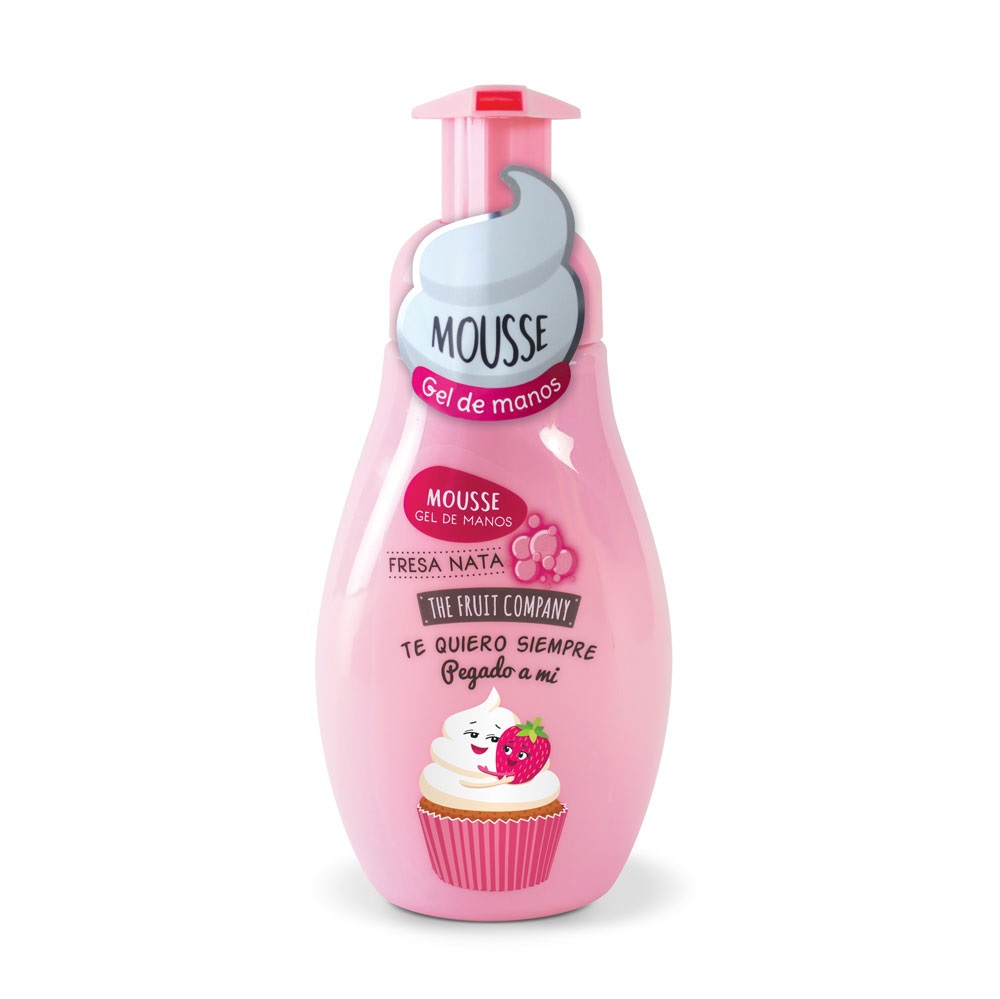 MOUSSE
Gel de manos
MOUSSE
GEL DE MANOS
FRESA NATA
THE FRUIT COMPANY
TE QUIERO SIEMPRE
Pegado a mi